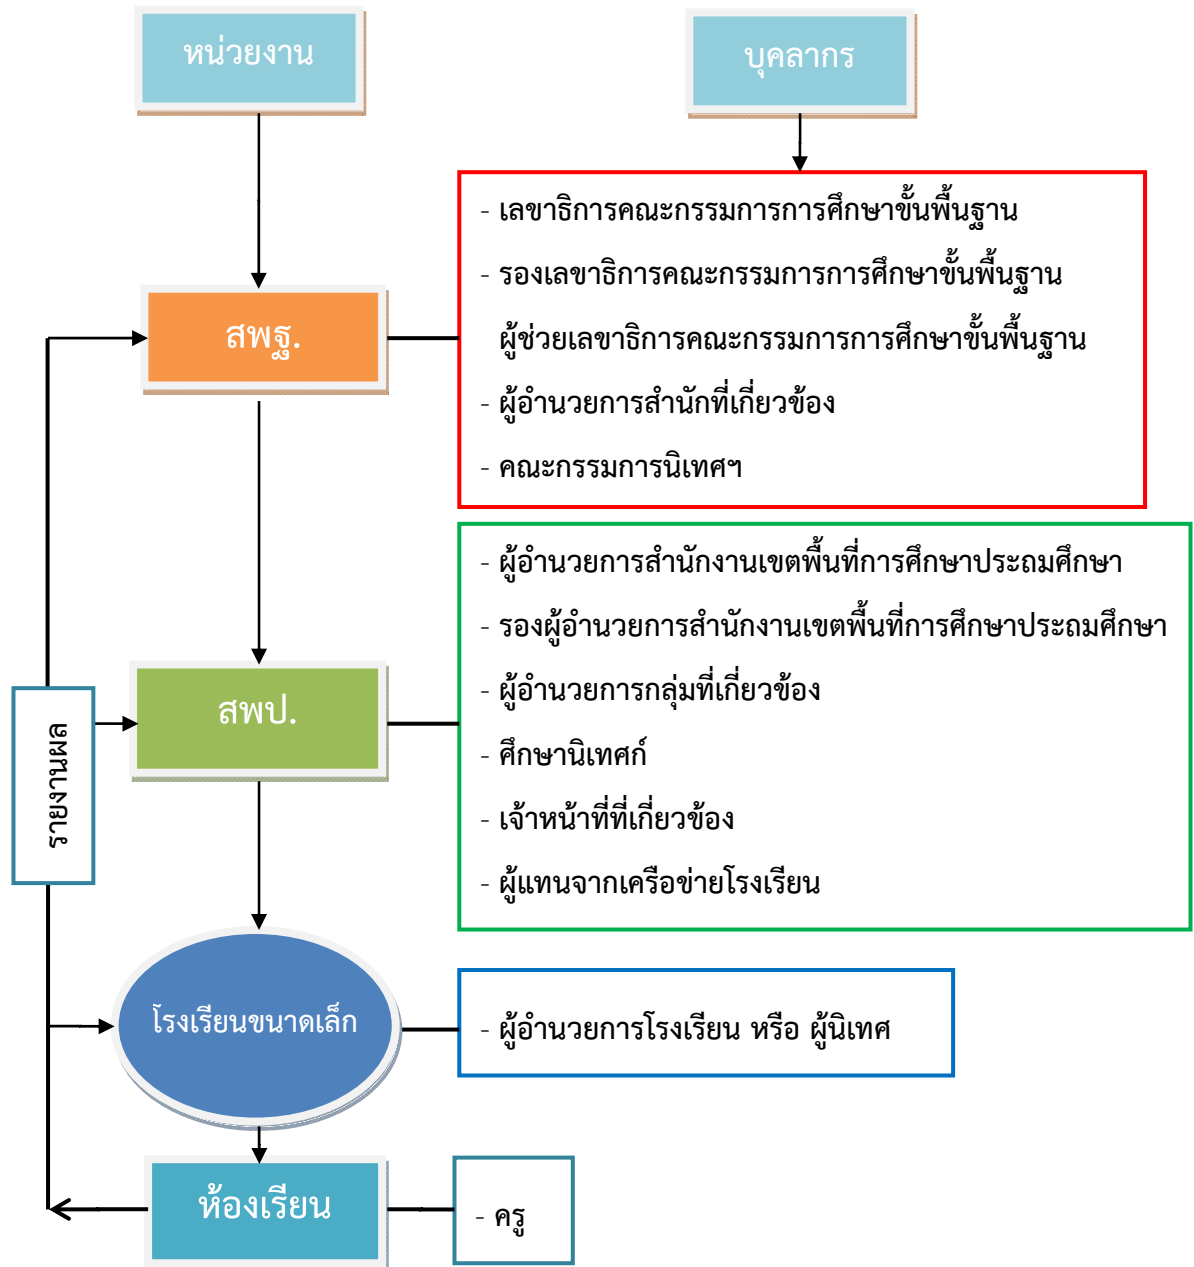 หน่วยงาน
บุคลากร
สพฐ.
- เลขาธิการคณะกรรมการการศึกษาขั้นพื้นฐาน
- รองเลขาธิการคณะกรรมการการศึกษาขั้นพื้นฐาน
ผู้ช่วยเลขาธิการคณะกรรมการการศึกษาขั้นพื้นฐาน
- ผู้อำนวยการสำนักที่เกี่ยวข้อง
- คณะกรรมการนิเทศฯ
สพป.
- ผู้อำนวยการสำนักงานเขตพื้นที่การศึกษาประถมศึกษา
- รองผู้อำนวยการสำนักงานเขตพื้นที่การศึกษาประถมศึกษา
- ผู้อำนวยการกลุ่มที่เกี่ยวข้อง
- ศึกษานิเทศก์
- เจ้าหน้าที่ที่เกี่ยวข้อง
- ผู้แทนจากเครือข่ายโรงเรียน
รายงานผล
โรงเรียนขนาดเล็ก
- ผู้อำนวยการโรงเรียน หรือ ผู้นิเทศ
ห้องเรียน
- ครู